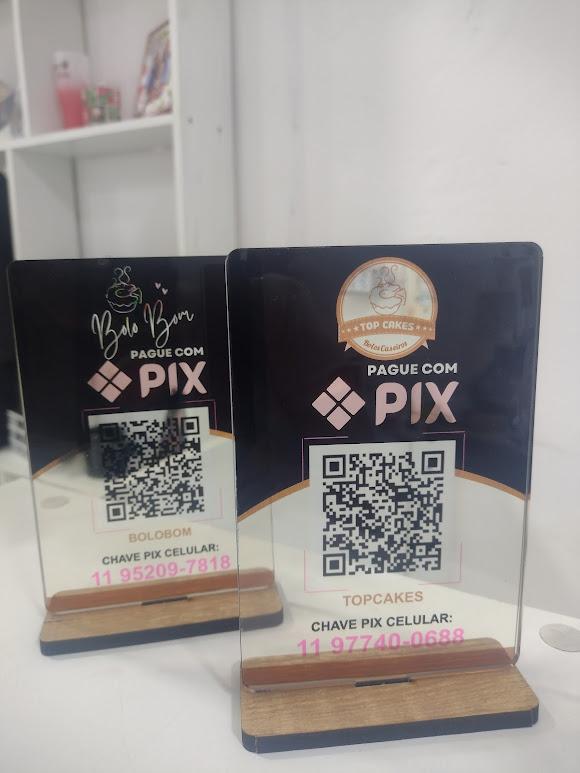 Bolo Bom
PAGUE COM
PIX
BOLOBOM
CHAVE PIX CELULAR:
11 95209-7818
TOP CAKES
Bolos Caseiros
PAGUE COM
PIX
TOPCAKES
CHAVE PIX CELULAR:
11 97740-0688